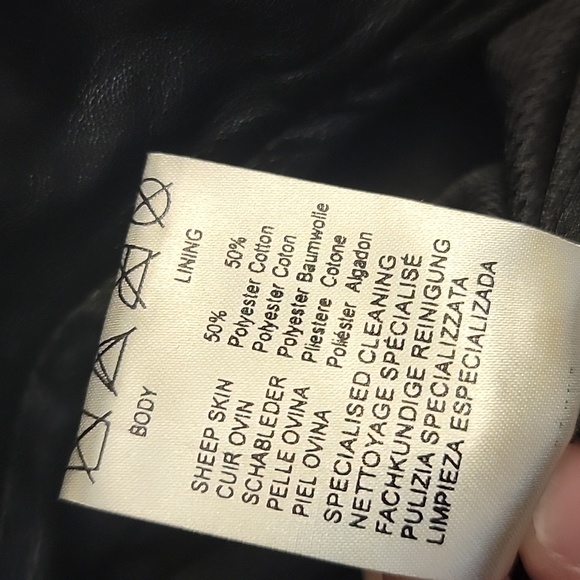 BODY LINING
50% 50%
SHEEP SKIN Polyester Cotton
CUIR OVIN Polyester Coton
SCHABLEDER Polyester Baumwolle
PELLE OVINA Pliestere Cotone
PIEL OVINA Poliéster Algadon
SPECIALISED CLEANING
NETTOYAGE SPÉCIALISÉ
FACHKUNDIGE REINIGUNG
PULIZIA SPECIALIZZATA
LIMPIEZA ESPECIALIZADA